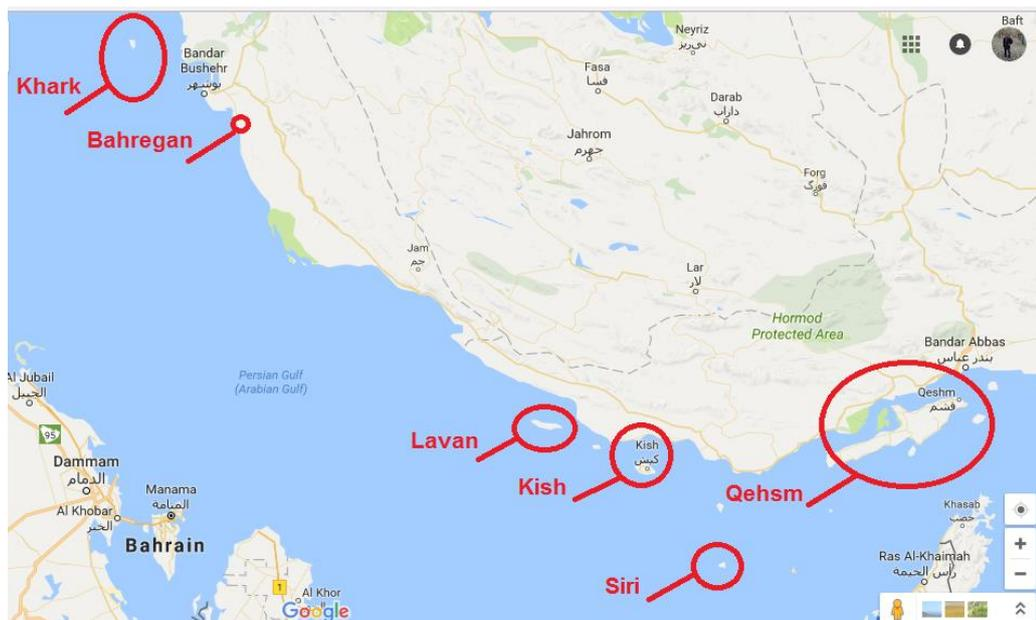 Baft
Neyriz
نی‌ریز
Bandar
Bushehr
بوشهر
Khark
Fasa
فسا
Darab
داراب
Bahregan
Jahrom
جهرم
Forg
فورگ
Jam
جم
Lar
لار
Hormod
Protected Area
Bandar Abbas
بندر عباس
Persian Gulf
(Arabian Gulf)
Al Jubail
الجبيل
Qeshm
قشم
95
Lavan
Kish
کیش
Kish
Qehsm
Dammam
الدمام
Manama
المنامة
Al Khobar
الخبر
Bahrain
Khasab
خصب
Ras Al-Khaimah
رأس الخيمة
Siri
1
Al Khor
Google
+
−